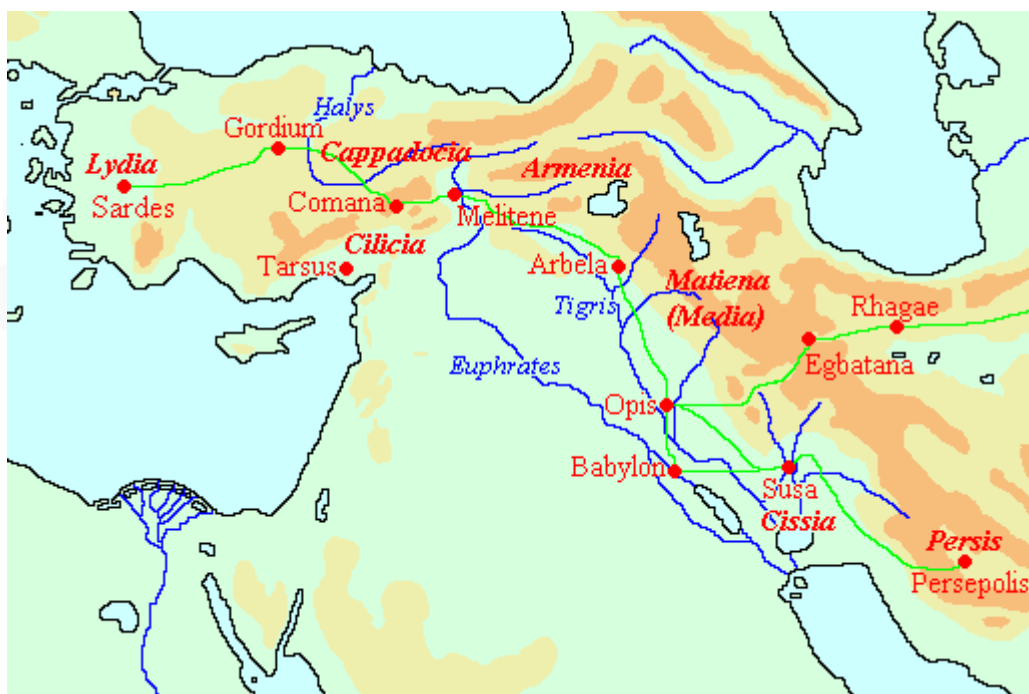 Halys
Gordium
Cappadocia
Lydia
Armenia
Sardes
Comana
Melitene
Cilicia
Tarsus
Arbela
Matiena
(Media)
Tigris
Rhagae
Egbatana
Euphrates
Opis
Babylon
Susa
Cissia
Persis
Persepolis